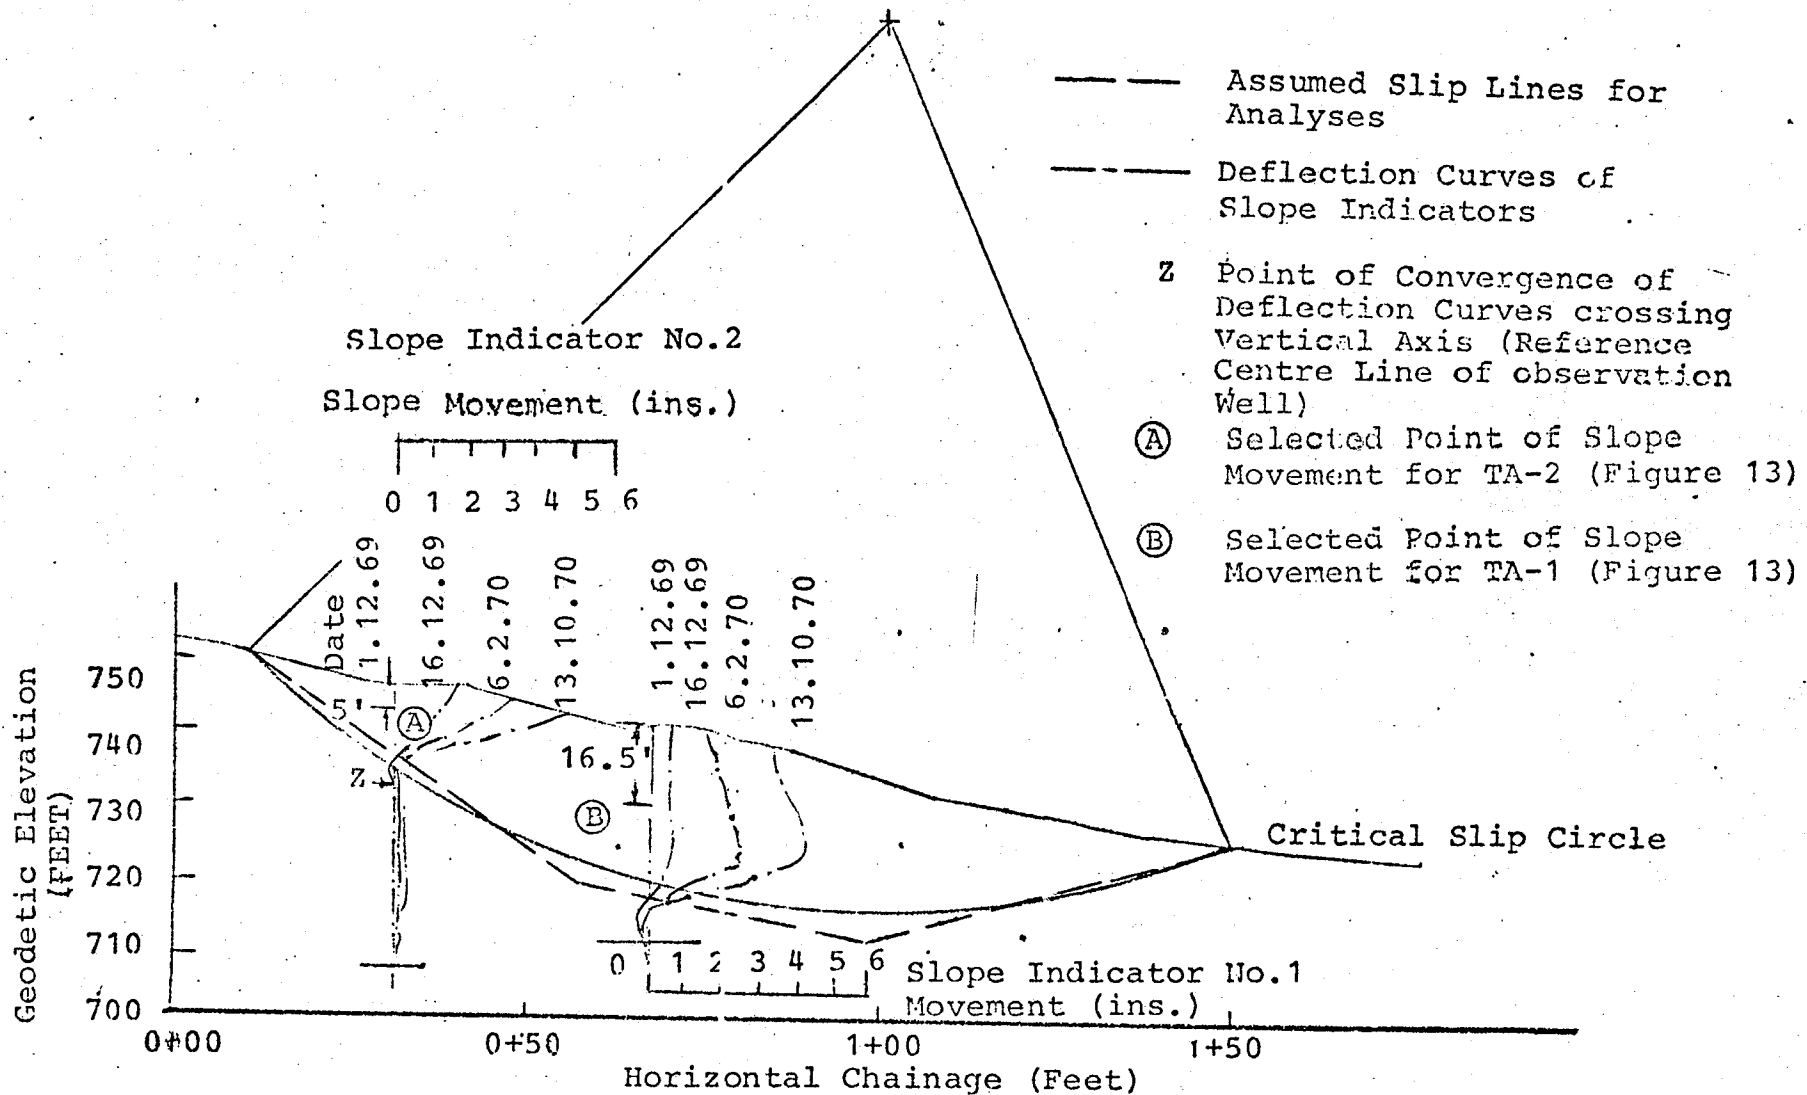 Assumed Slip Lines for
Analyses
Deflection Curves of
Slope Indicators
Z Point of Convergence of
Deflection Curves crossing
Vertical Axis (Reference
Centre Line of observation
Well)
A Selected Point of Slope
Movement for TA-2 (Figure 13)
B Selected Point of Slope
Movement for TA-1 (Figure 13)
Slope Indicator No.2
Slope Movement (ins.)
0 1 2 3 4 5 6
Date
1.12.69
16.12.69
6.2.70
13.10.70
1.12.69
16.12.69
6.2.70
13.10.70
5'
A
Z
16.5'
B
Critical Slip Circle
0 1 2 3 4 5 6
Slope Indicator No.1
Movement (ins.)
Geodetic Elevation
(FEET)
750
740
730
720
710
700
0+00 0+50 1+00 1+50
Horizontal Chainage (Feet)